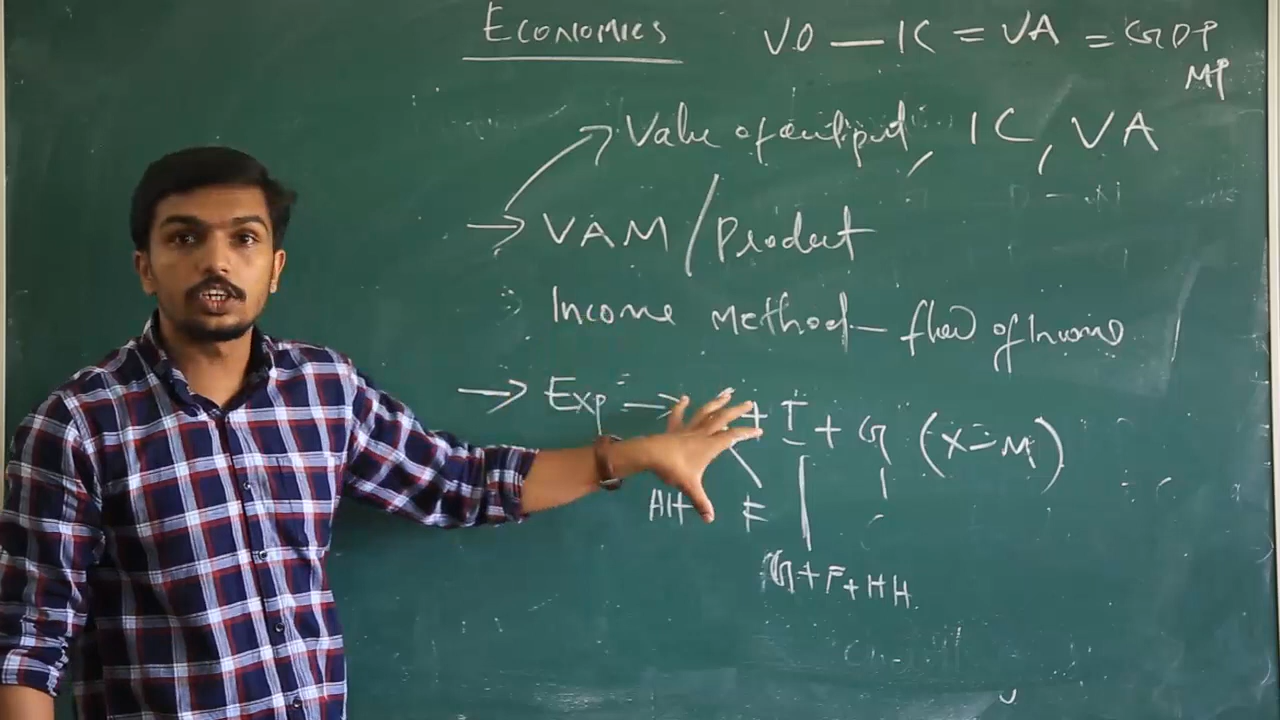 Economics
VO — IC = VA = GDP
MP
Value of output, IC, VA
→ VAM / Product
Income Method — flow of Income
→ Exp → + I + G (X - M)
HH F
G + F + HH